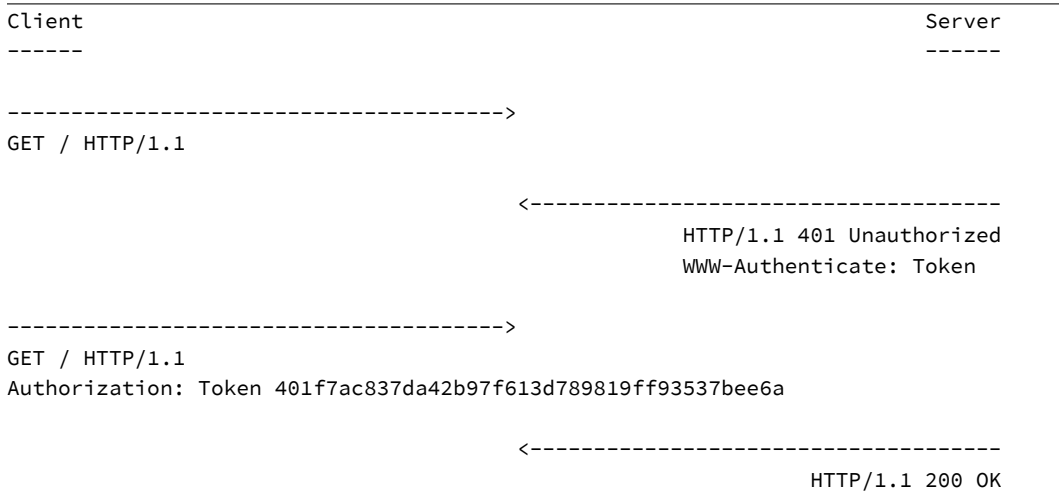 Client Server
------ ------
--------------------------------------->
GET / HTTP/1.1
<-------------------------------------
HTTP/1.1 401 Unauthorized
WWW-Authenticate: Token
--------------------------------------->
GET / HTTP/1.1
Authorization: Token 401f7ac837da42b97f613d789819ff93537bee6a
<-------------------------------------
HTTP/1.1 200 OK